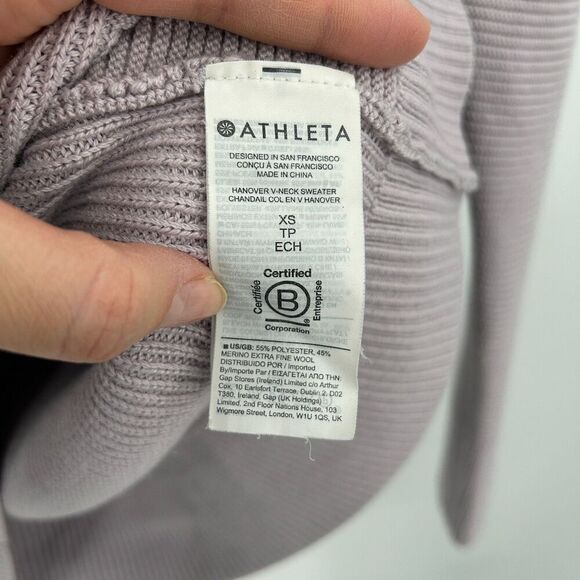 ATHLETA
DESIGNED IN SAN FRANCISCO
CONÇU À SAN FRANCISCO
MADE IN CHINA
HANOVER V-NECK SWEATER
CHANDAIL COL EN V HANOVER
XS
TP
ECH
Certified
Certifiée
B
®
Entreprise
Corporation
■ US/GB: 55% POLYESTER, 45%
MERINO EXTRA FINE WOOL
DISTRIBUIDO POR / Imported
By/Importe Par / ΕΙΣΑΓΕΤΑΙ ΑΠΟ ΤΗΝ:
Gap Stores (Ireland) Limited c/o Arthur
Cox, 10 Earlsfort Terrace, Dublin 2, D02
T380, Ireland, Gap (UK Holdings)
Limited, 2nd Floor Nations House, 103
Wigmore Street, London, W1U 1QS, UK